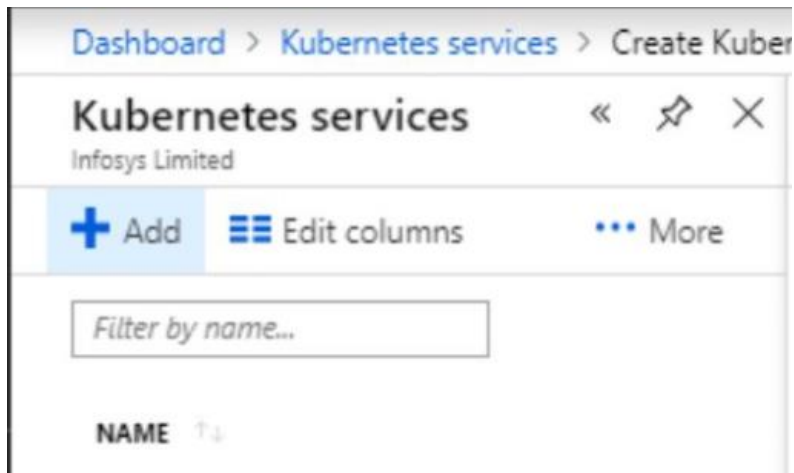 Dashboard > Kubernetes services > Create Kuber
Kubernetes services
Infosys Limited
Add Edit columns More
Filter by name...
NAME